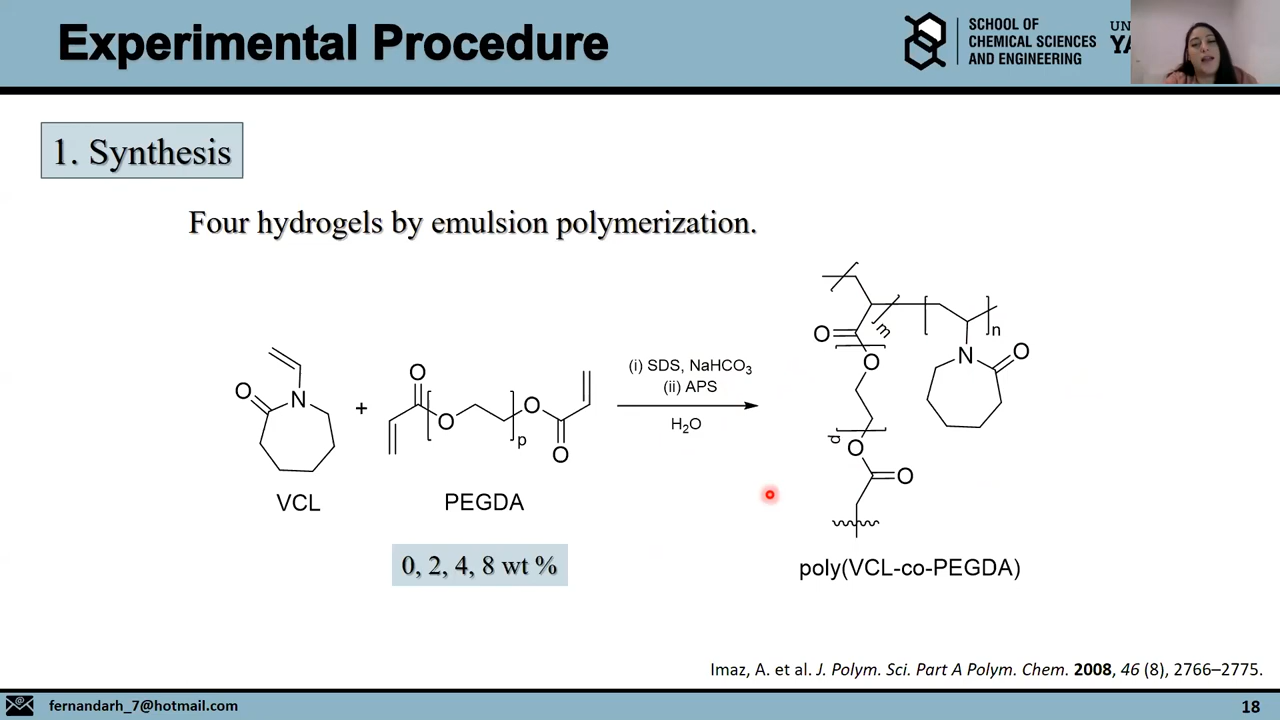 Experimental Procedure
SCHOOL OF
CHEMICAL SCIENCES
AND ENGINEERING
UN
YA
1. Synthesis
Four hydrogels by emulsion polymerization.
O
N
VCL
+
O
O
p
O
O
PEGDA
(i) SDS, NaHCO₃
(ii) APS
H₂O
O
m
O
p
O
O
n
N
O
poly(VCL-co-PEGDA)
0, 2, 4, 8 wt %
Imaz, A. et al. J. Polym. Sci. Part A Polym. Chem. 2008, 46 (8), 2766–2775.
fernandarh_7@hotmail.com
18